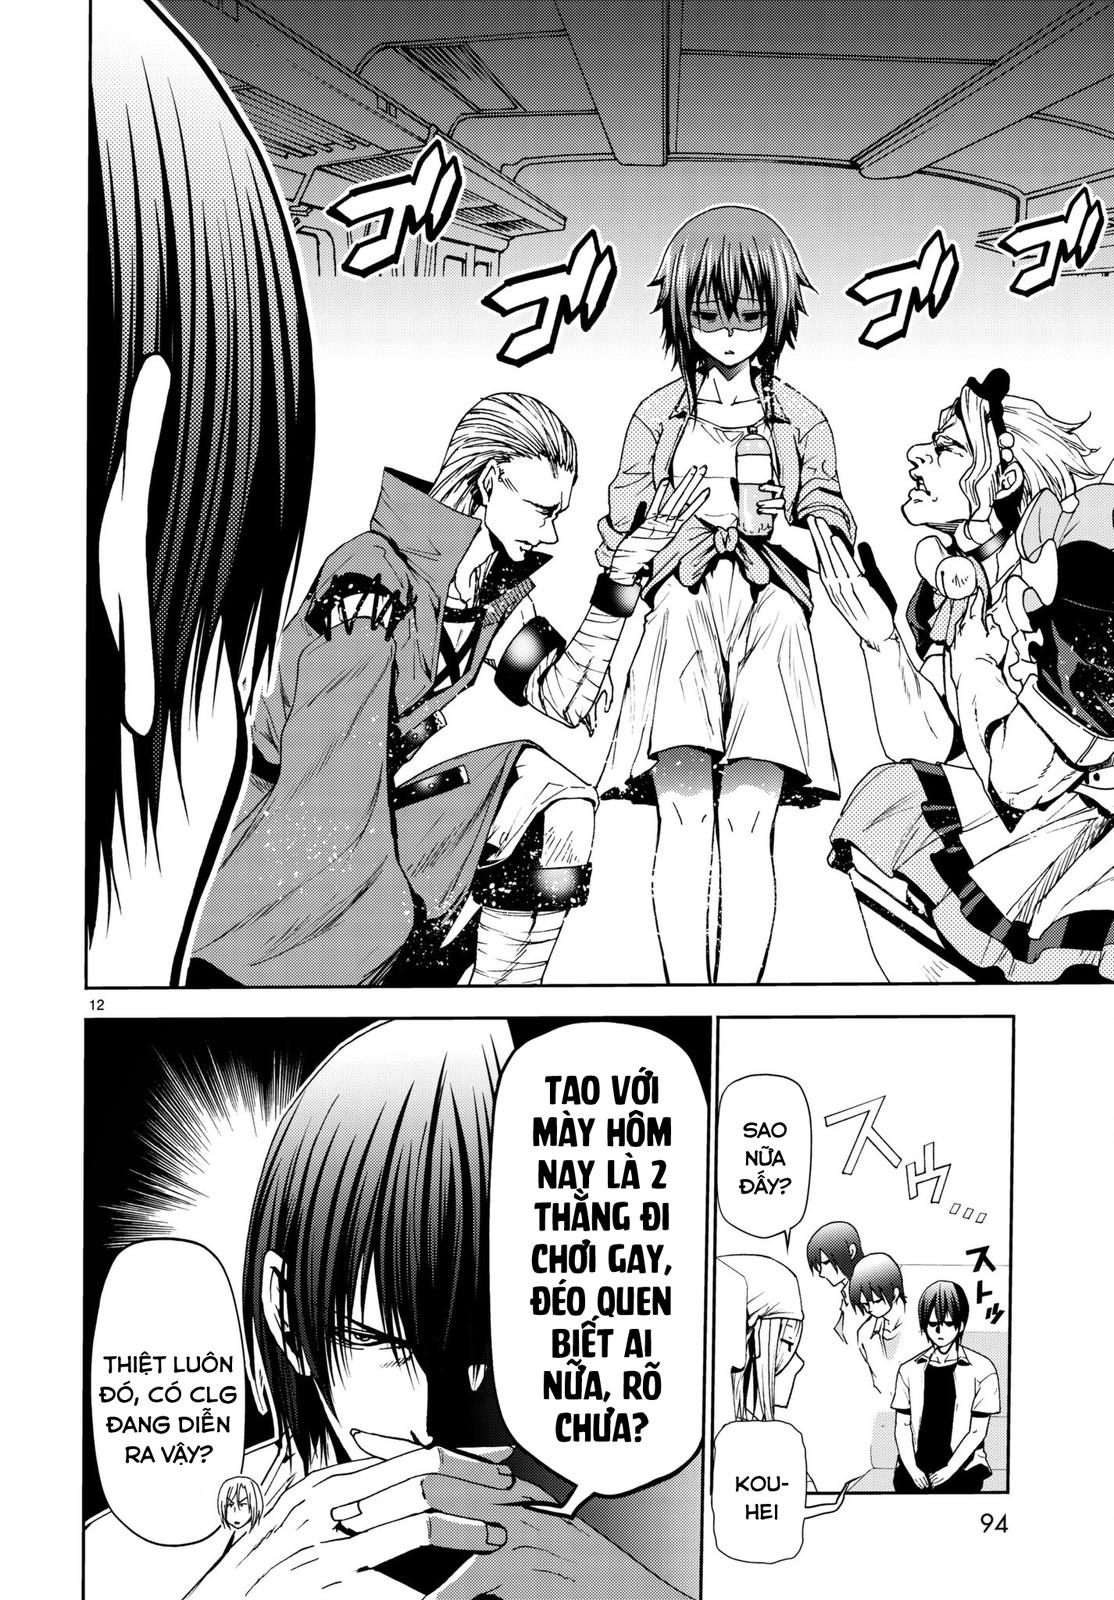 ゴゴゴゴ
12
SAO
NỮA
ĐẤY?
スッ...
ストッ
KOU-
HEI
94
TAO VỚI
MÀY HÔM
NAY LÀ 2
THẰNG ĐI
CHƠI GAY,
ĐÉO QUEN
BIẾT AI
NỮA, RÕ
CHƯA?
THIỆT LUÔN
ĐÓ, CÓ CLG
ĐANG DIỄN
RA VẬY?